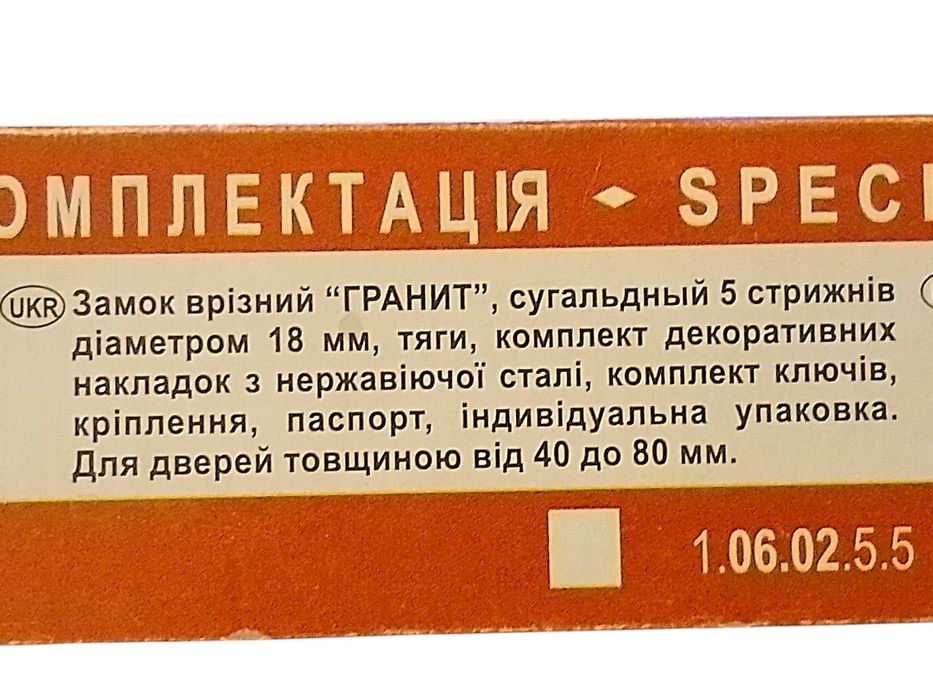 ОМПЛЕКТАЦІЯ SPECI
UKR Замок врізний “ГРАНИТ”, сугальдный 5 стрижнів
діаметром 18 мм, тяги, комплект декоративних
накладок з нержавіючої сталі, комплект ключів,
кріплення, паспорт, індивідуальна упаковка.
Для дверей товщиною від 40 до 80 мм.
1.06.02.5.5